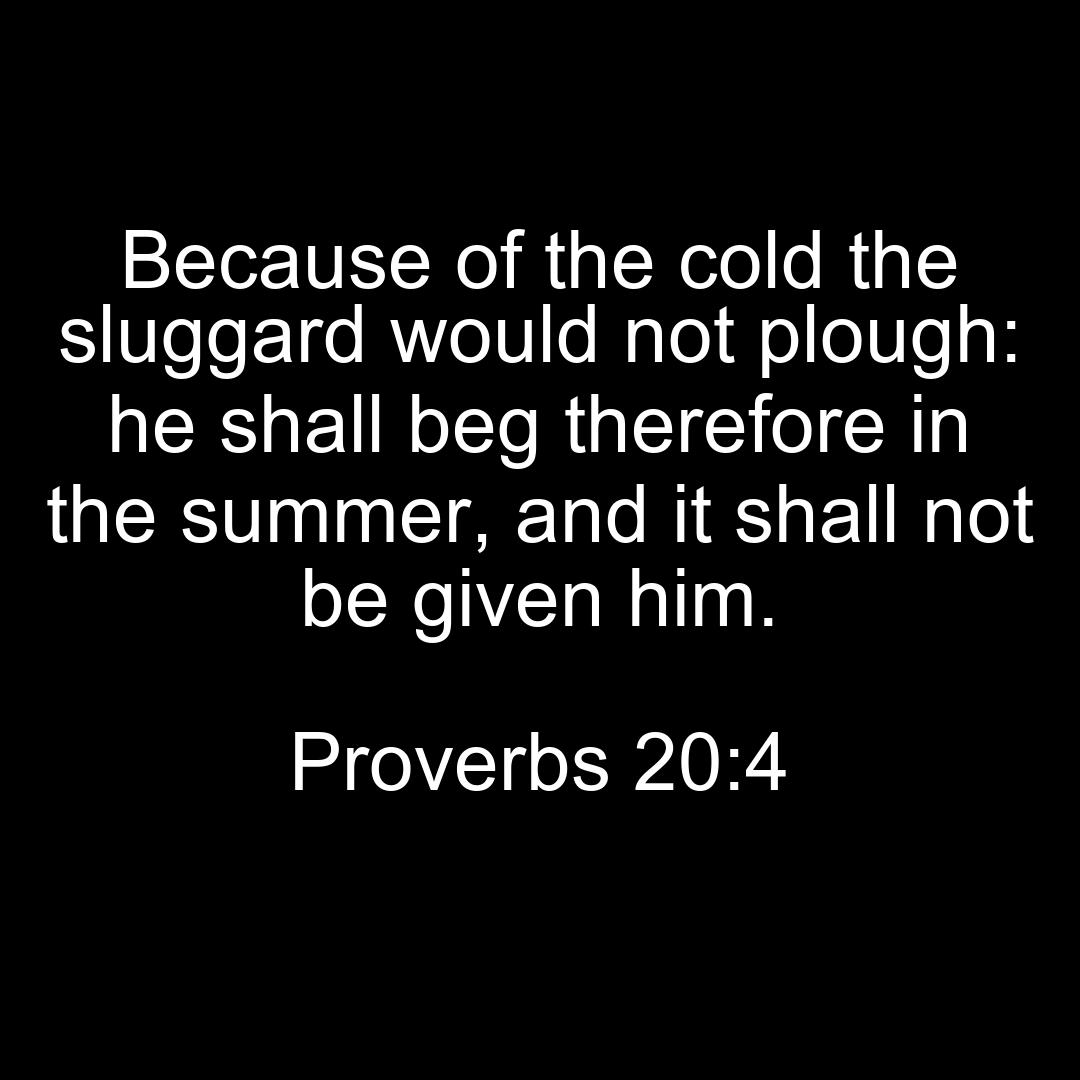 Because of the cold the
sluggard would not plough:
he shall beg therefore in
the summer, and it shall not
be given him.
Proverbs 20:4